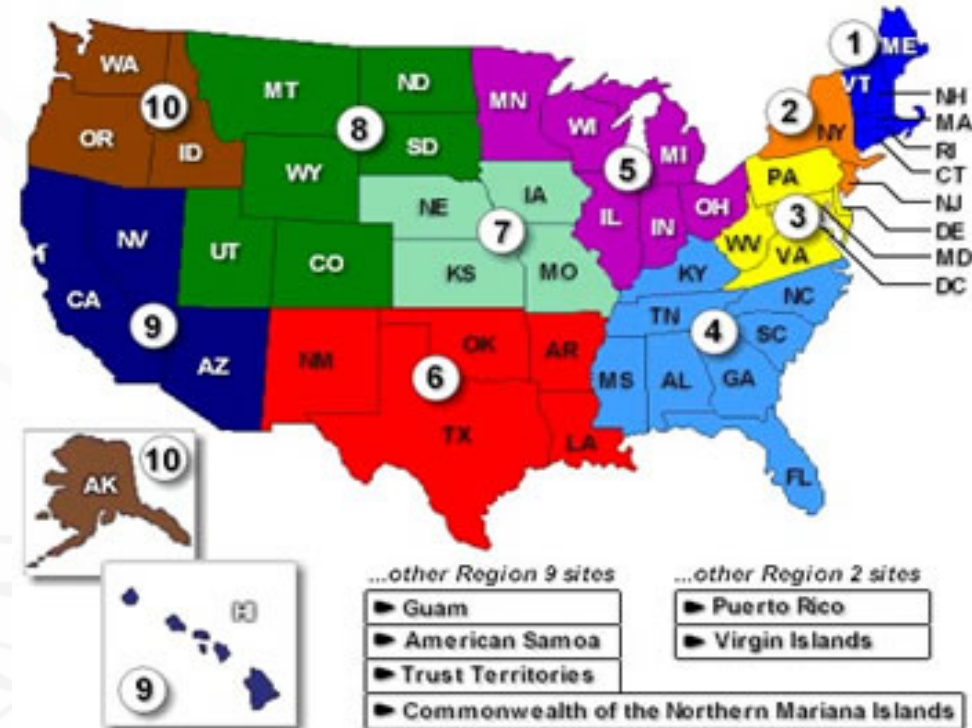 1
ME
WA
VT
ND
MT
10
2
NH
MN
8
MA
OR
NY
WI
SD
RI
ID
MI
5
CT
WY
PA
IA
NJ
NE
OH
3
IL
7
IN
DE
NV
WV
UT
VA
MD
CO
KS
MO
KY
DC
CA
NC
TN
9
4
SC
OK
AR
NM
AZ
6
MS
AL
GA
TX
LA
10
FL
AK
...other Region 9 sites
...other Region 2 sites
Guam
Puerto Rico
American Samoa
Virgin Islands
Trust Territories
9
Commonwealth of the Northern Mariana Islands